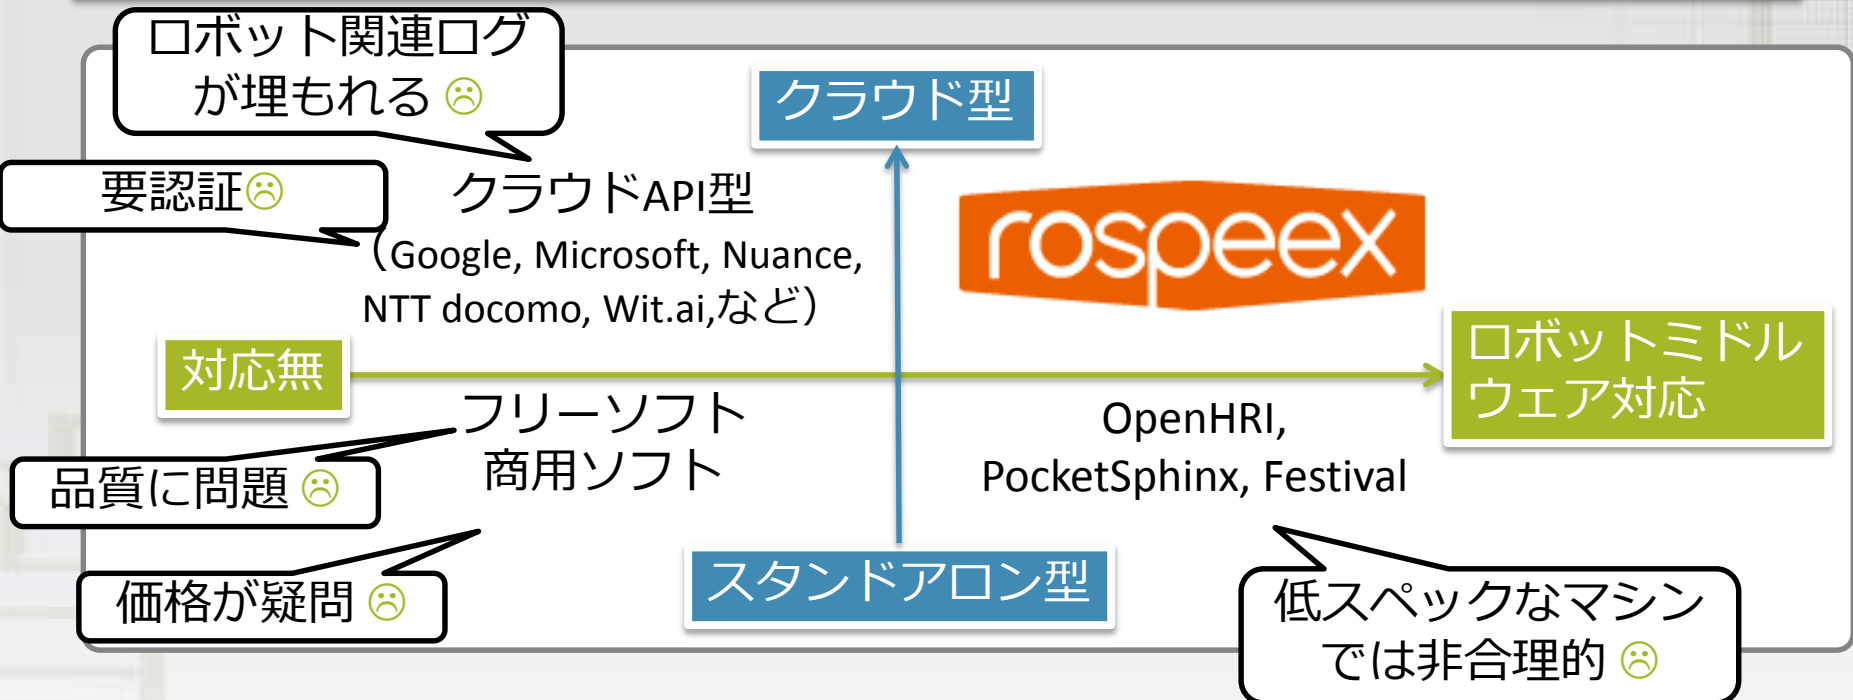 ロボット関連ログ
が埋もれる ☹
クラウド型
要認証☹
クラウドAPI型
（Google, Microsoft, Nuance,
NTT docomo, Wit.ai,など）
rospeex
対応無
ロボットミドル
ウェア対応
フリーソフト
商用ソフト
OpenHRI,
PocketSphinx, Festival
品質に問題 ☹
価格が疑問 ☹
スタンドアロン型
低スペックなマシン
では非合理的 ☹